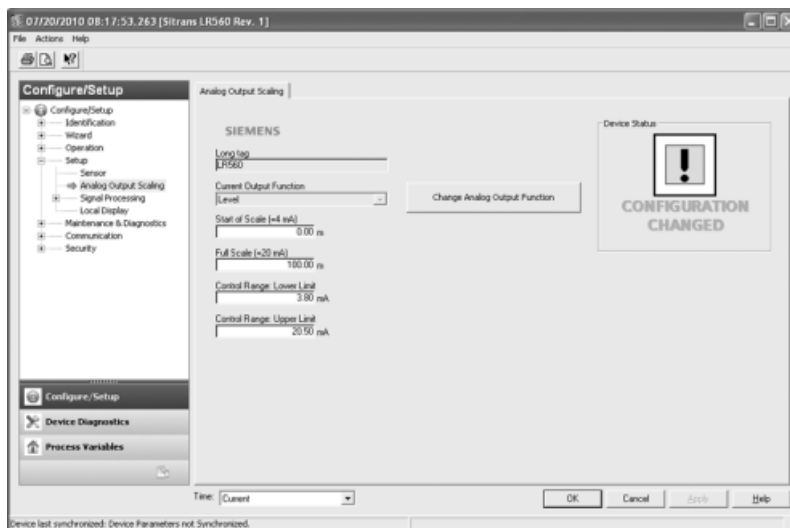 07/20/2010 08:17:53.263 [Sitrans LR560 Rev. 1]
File Actions Help
Configure/Setup
Configure/Setup
Identification
Wizard
Operation
Setup
Sensor
Analog Output Scaling
Signal Processing
Local Display
Maintenance & Diagnostics
Communication
Security
Configure/Setup
Device Diagnostics
Process Variables
Analog Output Scaling
SIEMENS
Long tag
LR560
Current Output Function
Level
Change Analog Output Function
Start of Scale (=4 mA)
0.00 m
Full Scale (=20 mA)
100.00 m
Control Range: Lower Limit
3.80 mA
Control Range: Upper Limit
20.50 mA
Device Status
!
CONFIGURATION
CHANGED
Time: Current
OK Cancel Apply Help
Device last synchronized: Device Parameters not Synchronized.